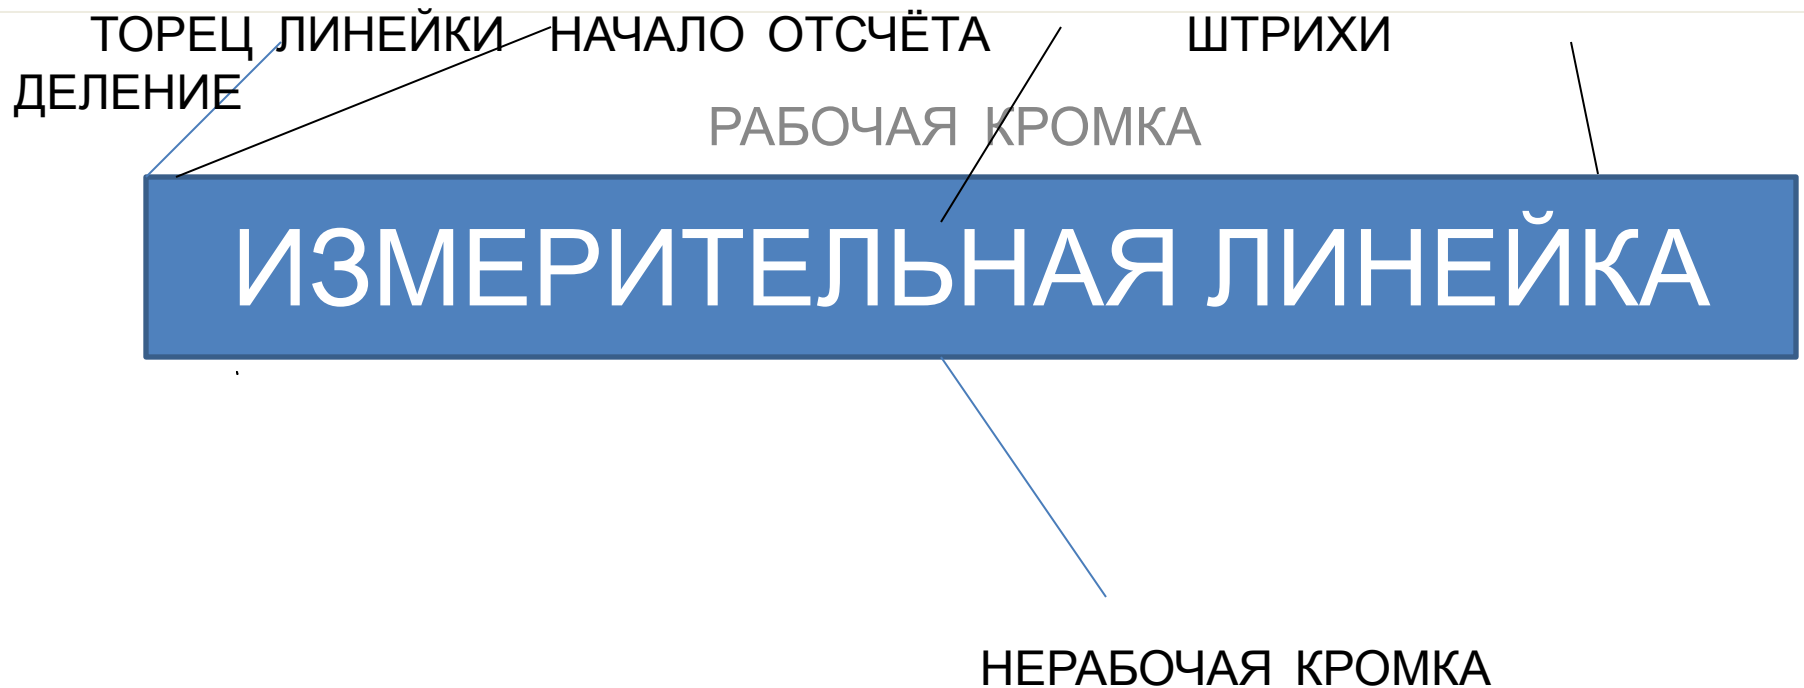 ТОРЕЦ ЛИНЕЙКИ НАЧАЛО ОТСЧЁТА ШТРИХИ
ДЕЛЕНИЕ
РАБОЧАЯ КРОМКА
ИЗМЕРИТЕЛЬНАЯ ЛИНЕЙКА
НЕРАБОЧАЯ КРОМКА